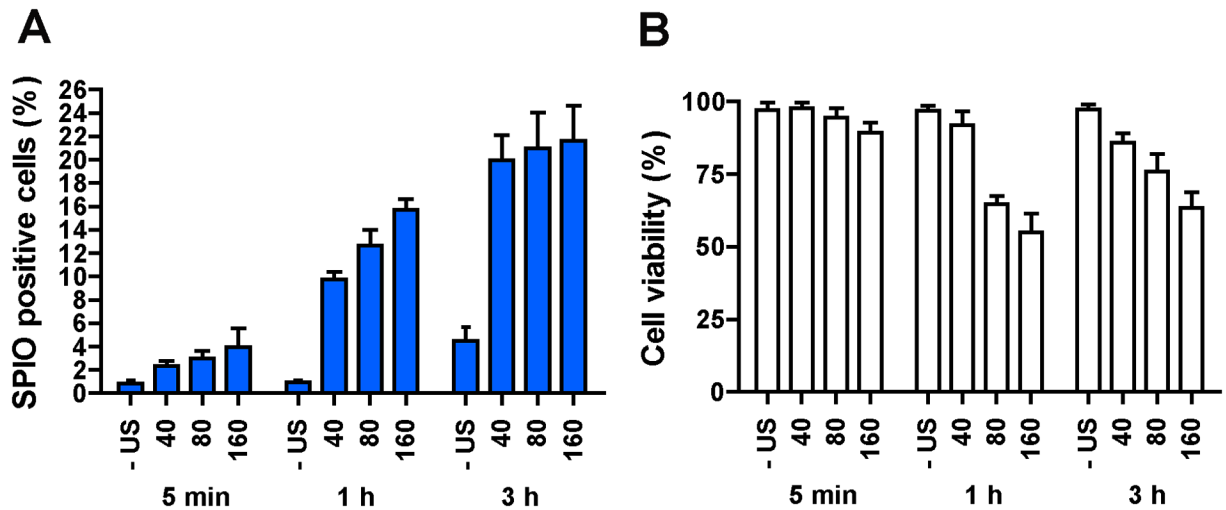 A
SPIO positive cells (%)
26
24
22
20
18
16
14
12
10
8
6
4
2
0
- US 40 80 160 - US 40 80 160 - US 40 80 160
5 min 1 h 3 h
B
Cell viability (%)
100
75
50
25
0
- US 40 80 160 - US 40 80 160 - US 40 80 160
5 min 1 h 3 h